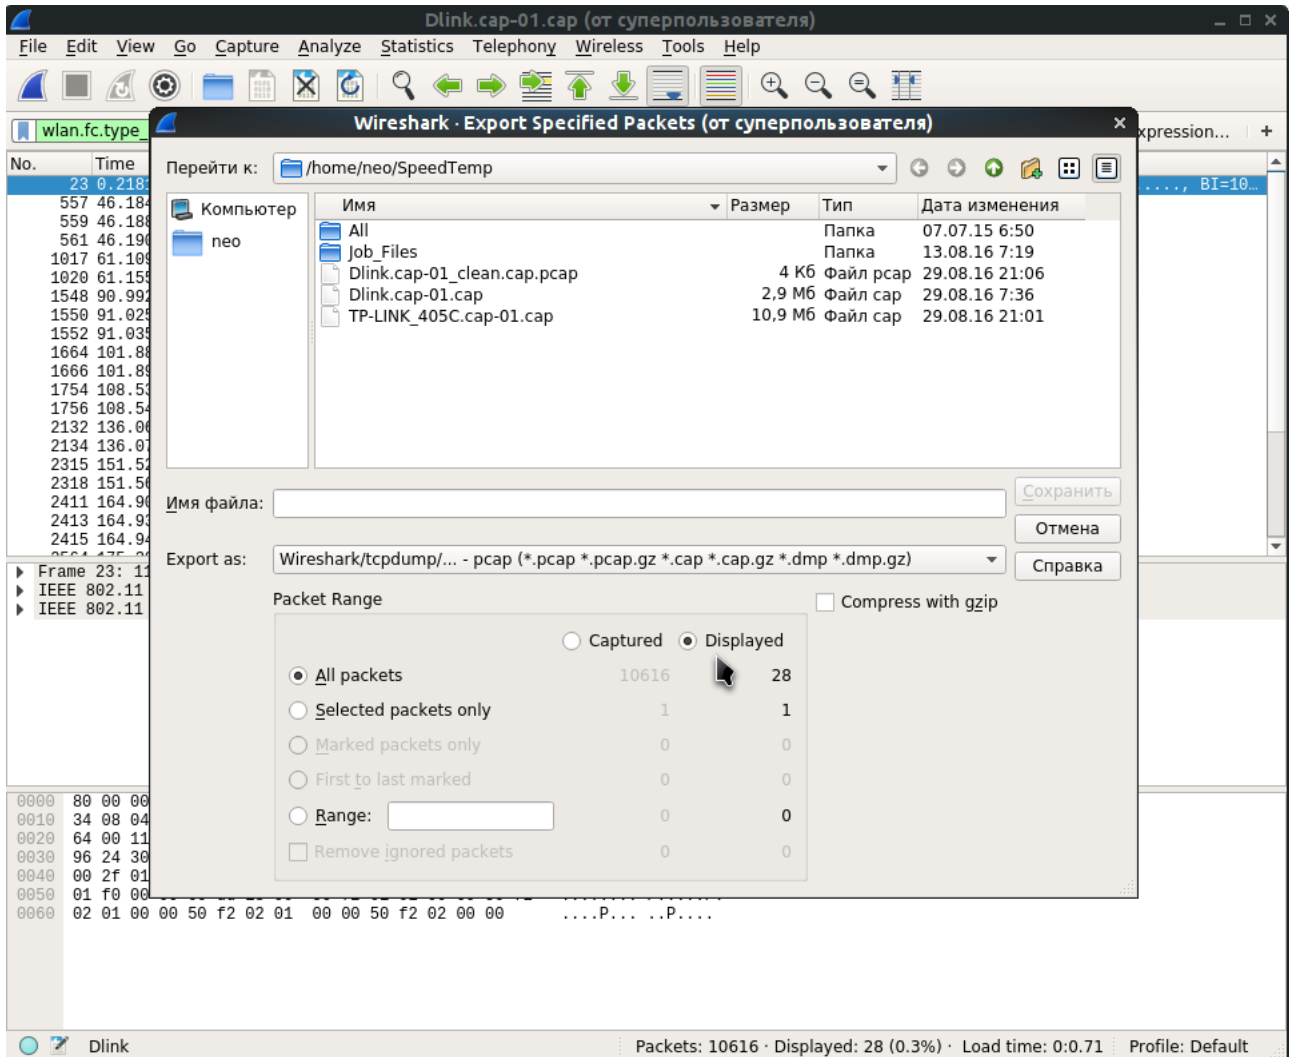 Dlink.cap-01.cap (от суперпользователя)
File Edit View Go Capture Analyze Statistics Telephony Wireless Tools Help
wlan.fc.type_
xpression... +
No. Time
23 0.2181
...., BI=10…
557 46.184
559 46.188
561 46.190
1017 61.109
1020 61.155
1548 90.992
1550 91.025
1552 91.035
1664 101.88
1666 101.89
1754 108.53
1756 108.54
2132 136.06
2134 136.07
2315 151.52
2318 151.56
2411 164.90
2413 164.93
2415 164.94
Wireshark · Export Specified Packets (от суперпользователя)
Перейти к: /home/neo/SpeedTemp
Компьютер
neo
Имя Размер Тип Дата изменения
All Папка 07.07.15 6:50
Job_Files Папка 13.08.16 7:19
Dlink.cap-01_clean.cap.pcap 4 Кб Файл pcap 29.08.16 21:06
Dlink.cap-01.cap 2,9 Мб Файл cap 29.08.16 7:36
TP-LINK_405C.cap-01.cap 10,9 Мб Файл cap 29.08.16 21:01
Имя файла: Сохранить
Отмена
Export as: Wireshark/tcpdump/... - pcap (*.pcap *.pcap.gz *.cap *.cap.gz *.dmp *.dmp.gz) Справка
Packet Range Compress with gzip
Captured Displayed
All packets 10616 28
Selected packets only 1 1
Marked packets only 0 0
First to last marked 0 0
Range: 0 0
Remove ignored packets 0 0
Frame 23: 11
IEEE 802.11
IEEE 802.11
0000 80 00 00
0010 34 08 04
0020 64 00 11
0030 96 24 30
0040 00 2f 01
0050 01 f0 00
0060 02 01 00 00 50 f2 02 01 00 00 50 f2 02 00 00 ....P... ..P....
Dlink Packets: 10616 · Displayed: 28 (0.3%) · Load time: 0:0.71 Profile: Default